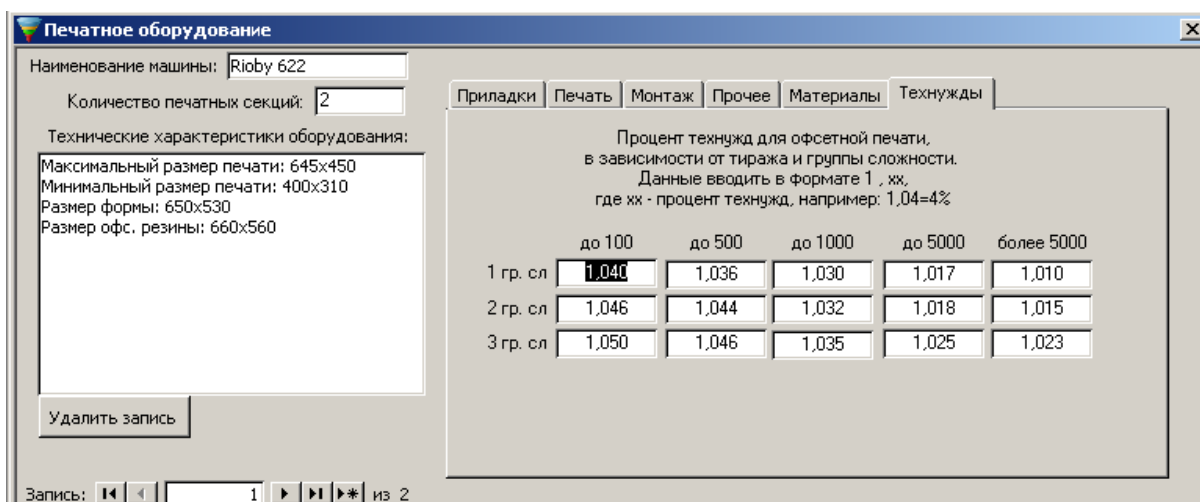 Печатное оборудование
Наименование машины: Rioby 622
Количество печатных секций: 2
Технические характеристики оборудования:
Максимальный размер печати: 645x450
Минимальный размер печати: 400x310
Размер формы: 650x530
Размер офс. резины: 660x560
Удалить запись
Запись: 1 из 2
Приладки Печать Монтаж Прочее Материалы Технужды
Процент технужд для офсетной печати,
в зависимости от тиража и группы сложности.
Данные вводить в формате 1 , xx,
где xx - процент технужд, например: 1,04=4%
до 100 до 500 до 1000 до 5000 более 5000
1 гр. сл 1,040 1,036 1,030 1,017 1,010
2 гр. сл 1,046 1,044 1,032 1,018 1,015
3 гр. сл 1,050 1,046 1,035 1,025 1,023